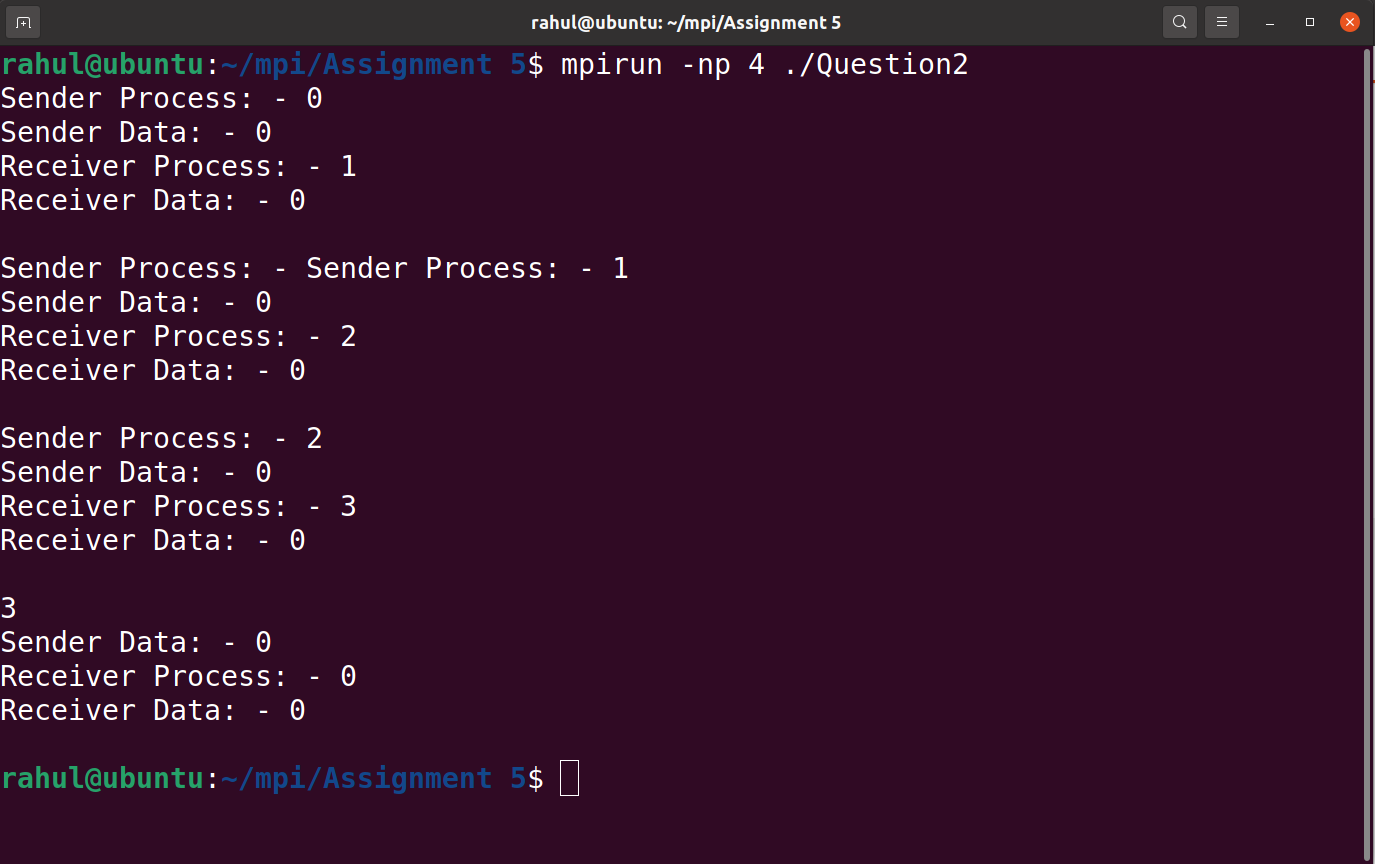 rahul@ubuntu: ~/mpi/Assignment 5
rahul@ubuntu:~/mpi/Assignment 5$ mpirun -np 4 ./Question2
Sender Process: - 0
Sender Data: - 0
Receiver Process: - 1
Receiver Data: - 0
Sender Process: - Sender Process: - 1
Sender Data: - 0
Receiver Process: - 2
Receiver Data: - 0
Sender Process: - 2
Sender Data: - 0
Receiver Process: - 3
Receiver Data: - 0
3
Sender Data: - 0
Receiver Process: - 0
Receiver Data: - 0
rahul@ubuntu:~/mpi/Assignment 5$